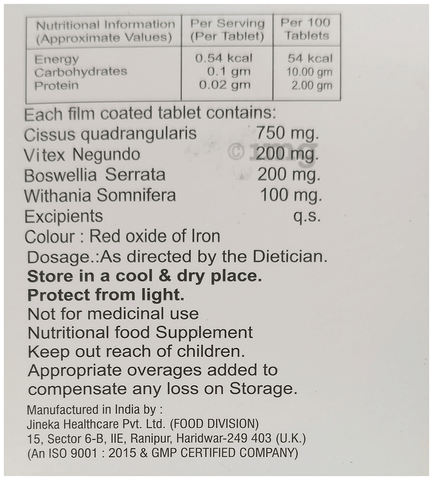 Nutritional Information Per Serving Per 100
(Approximate Values) (Per Tablet) Tablets
Energy 0.54 kcal 54 kcal
Carbohydrates 0.1 gm 10.00 gm
Protein 0.02 gm 2.00 gm
Each film coated tablet contains:
Cissus quadrangularis 750 mg.
Vitex Negundo 200 mg.
Boswellia Serrata 200 mg.
Withania Somnifera 100 mg.
Excipients q.s.
Colour : Red oxide of Iron
Dosage.:As directed by the Dietician.
Store in a cool & dry place.
Protect from light.
Not for medicinal use
Nutritional food Supplement
Keep out reach of children.
Appropriate overages added to
compensate any loss on Storage.
Manufactured in India by :
Jineka Healthcare Pvt. Ltd. (FOOD DIVISION)
15, Sector 6-B, IIE, Ranipur, Haridwar-249 403 (U.K.)
(An ISO 9001 : 2015 & GMP CERTIFIED COMPANY)